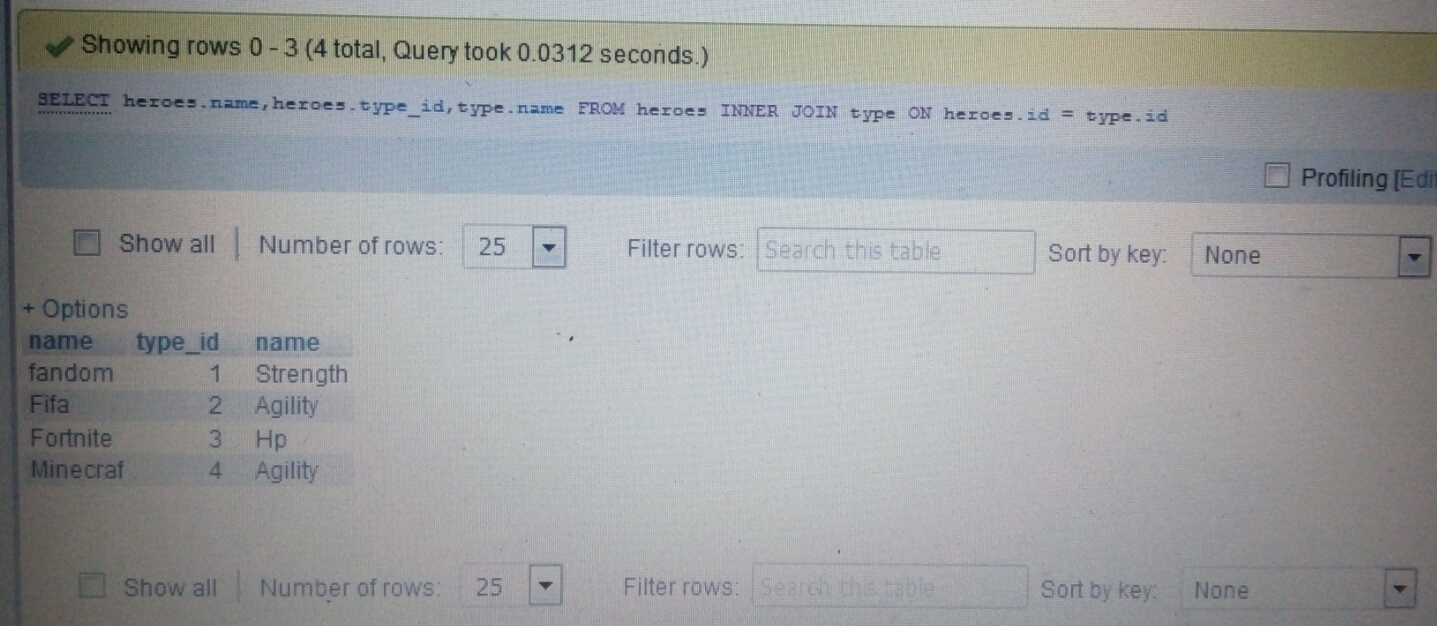 Showing rows 0 - 3 (4 total, Query took 0.0312 seconds.)
SELECT heroes.name,heroes.type_id,type.name FROM heroes INNER JOIN type ON heroes.id = type.id
Profiling [Edit
Show all Number of rows: 25 Filter rows: Search this table Sort by key: None
+ Options
name type_id name
fandom 1 Strength
Fifa 2 Agility
Fortnite 3 Hp
Minecraf 4 Agility
Show all Number of rows: 25 Filter rows: Search this table Sort by key: None